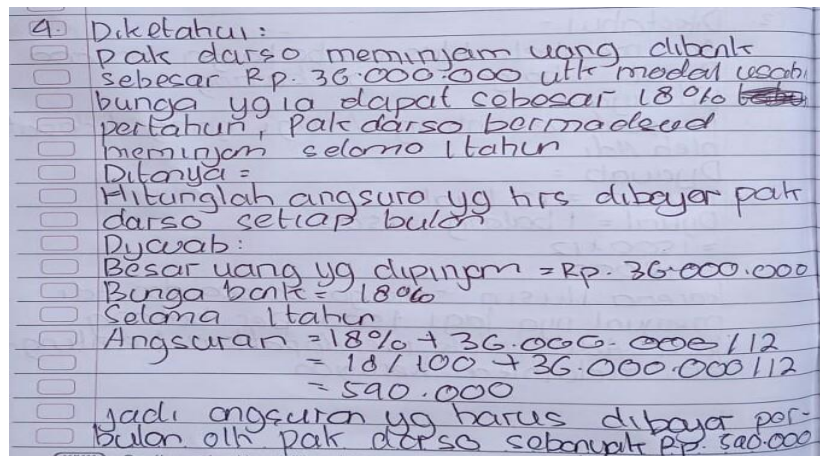 4. Diketahui :
Pak darso meminjam uang dibank
sebesar Rp. 36.000.000 utk modal usaha
bunga yg ia dapat sebesar 18%
pertahun, Pak darso bermadsud
meminjam selama 1 tahun
Ditanya =
Hitunglah angsura yg hrs dibayar pak
darso setiap bulan
Dijawab :
Besar uang yg dipinjam = Rp. 36.000.000
Bunga bank = 18%
Selama 1 tahun
Angsuran = 18% + 36.000.000 / 12
= 18 / 100 + 36.000.000 / 12
= 590.000
jadi angsuran yg harus dibayar per-
bulan olh pak darso sebanyak Rp. 590.000